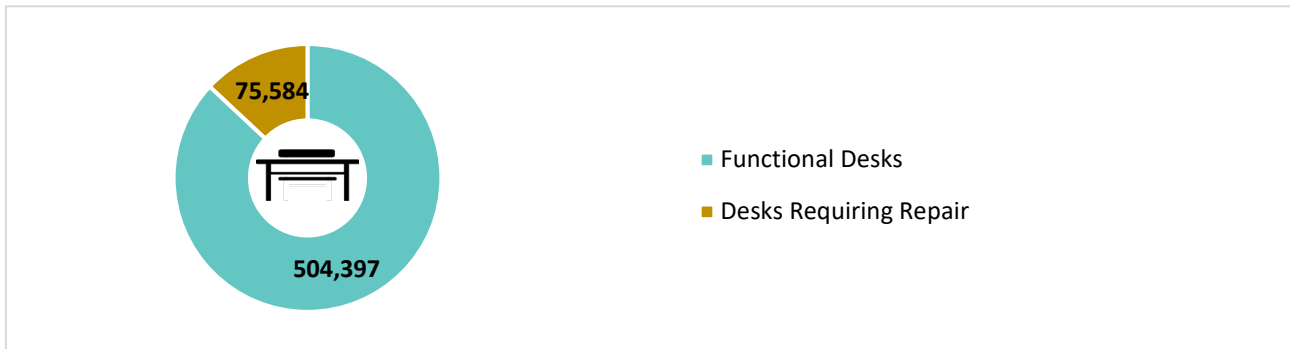 75,584
504,397
Functional Desks
Desks Requiring Repair